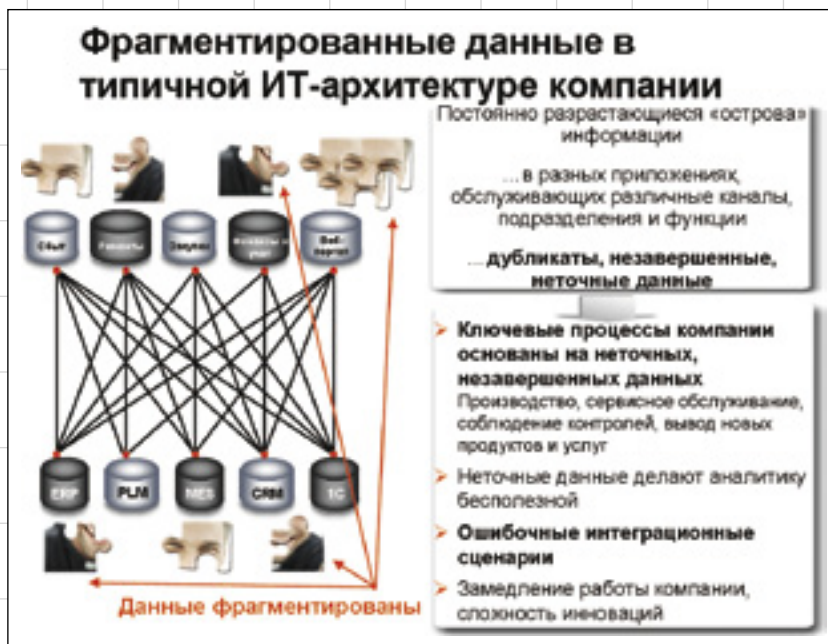 Фрагментированные данные в
типичной ИТ-архитектуре компании
Сбыт
Закупки
Веб-
портал
ERP
PLM
MES
CRM
1C
Данные фрагментированы
Постоянно разрастающиеся «острова»
информации
...в разных приложениях,
обслуживающих различные каналы,
подразделения и функции
...дубликаты, незавершенные,
неточные данные
Ключевые процессы компании
основаны на неточных,
незавершенных данных
Производство, сервисное обслуживание,
соблюдение контролей, вывод новых
продуктов и услуг
Неточные данные делают аналитику
бесполезной
Ошибочные интеграционные
сценарии
Замедление работы компании,
сложность инноваций